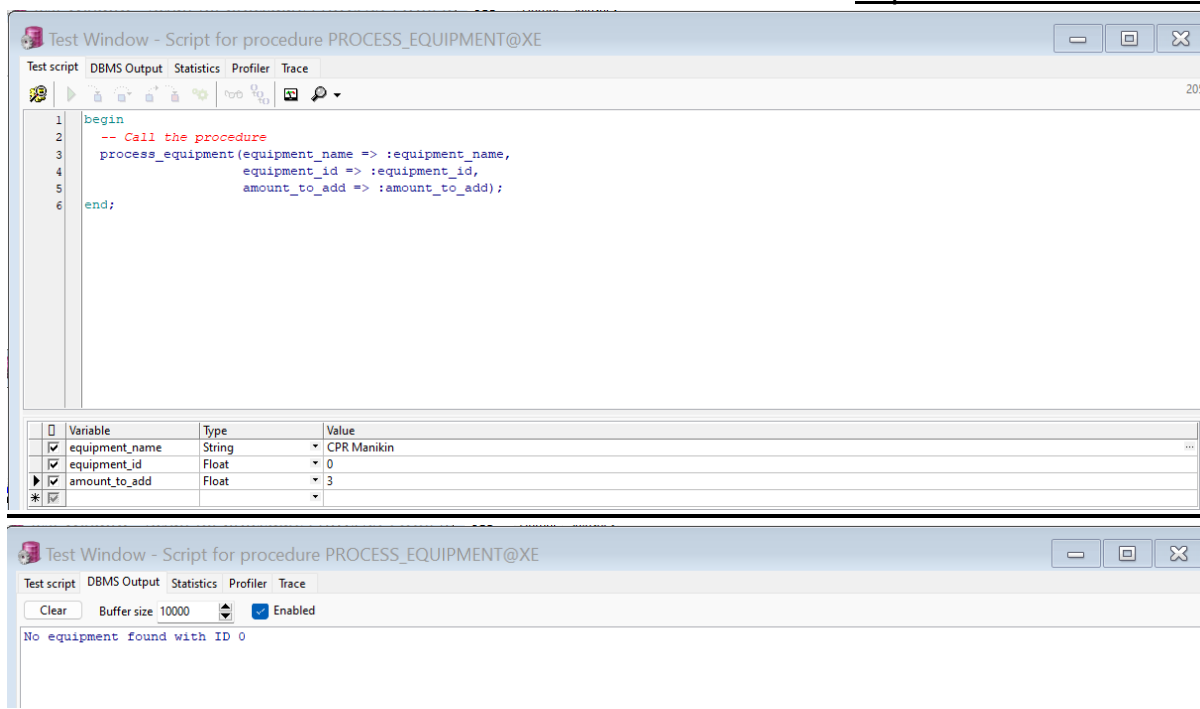 Test Window - Script for procedure PROCESS_EQUIPMENT@XE
Test script DBMS Output Statistics Profiler Trace
1 begin
2 -- Call the procedure
3 process_equipment(equipment_name => :equipment_name,
4 equipment_id => :equipment_id,
5 amount_to_add => :amount_to_add);
6 end;
Variable Type Value
equipment_name String CPR Manikin
equipment_id Float 0
amount_to_add Float 3
Test Window - Script for procedure PROCESS_EQUIPMENT@XE
Test script DBMS Output Statistics Profiler Trace
Clear Buffer size 10000 Enabled
No equipment found with ID 0